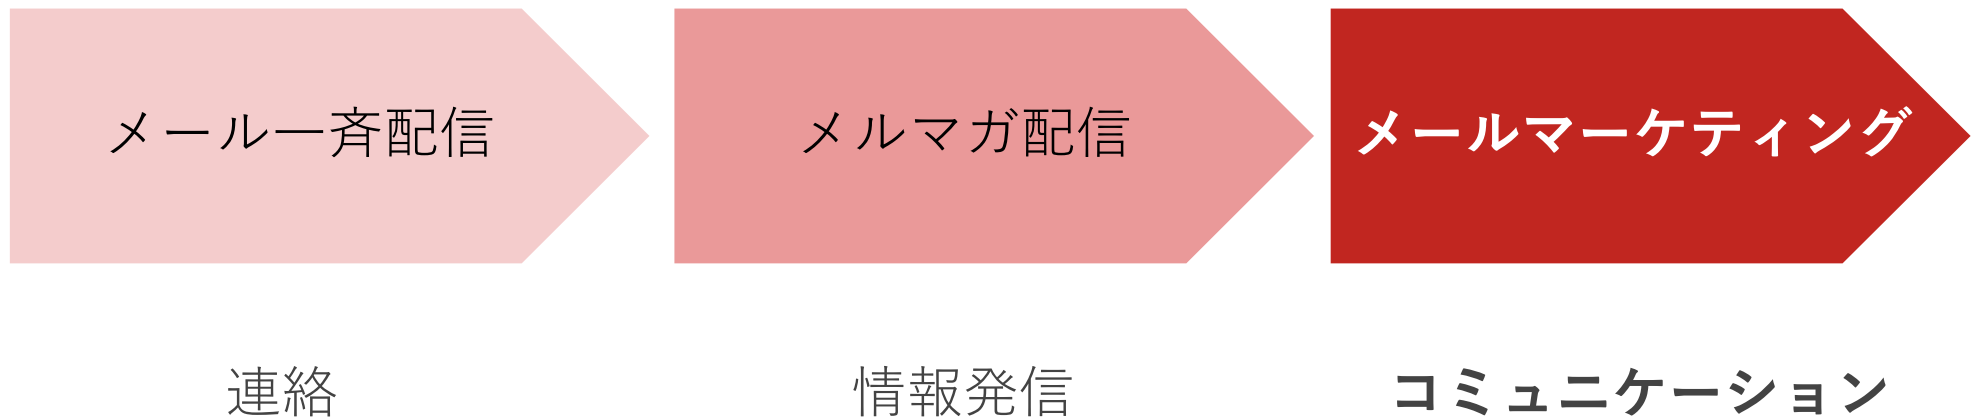 メール一斉配信
メルマガ配信
メールマーケティング
連絡
情報発信
コミュニケーション